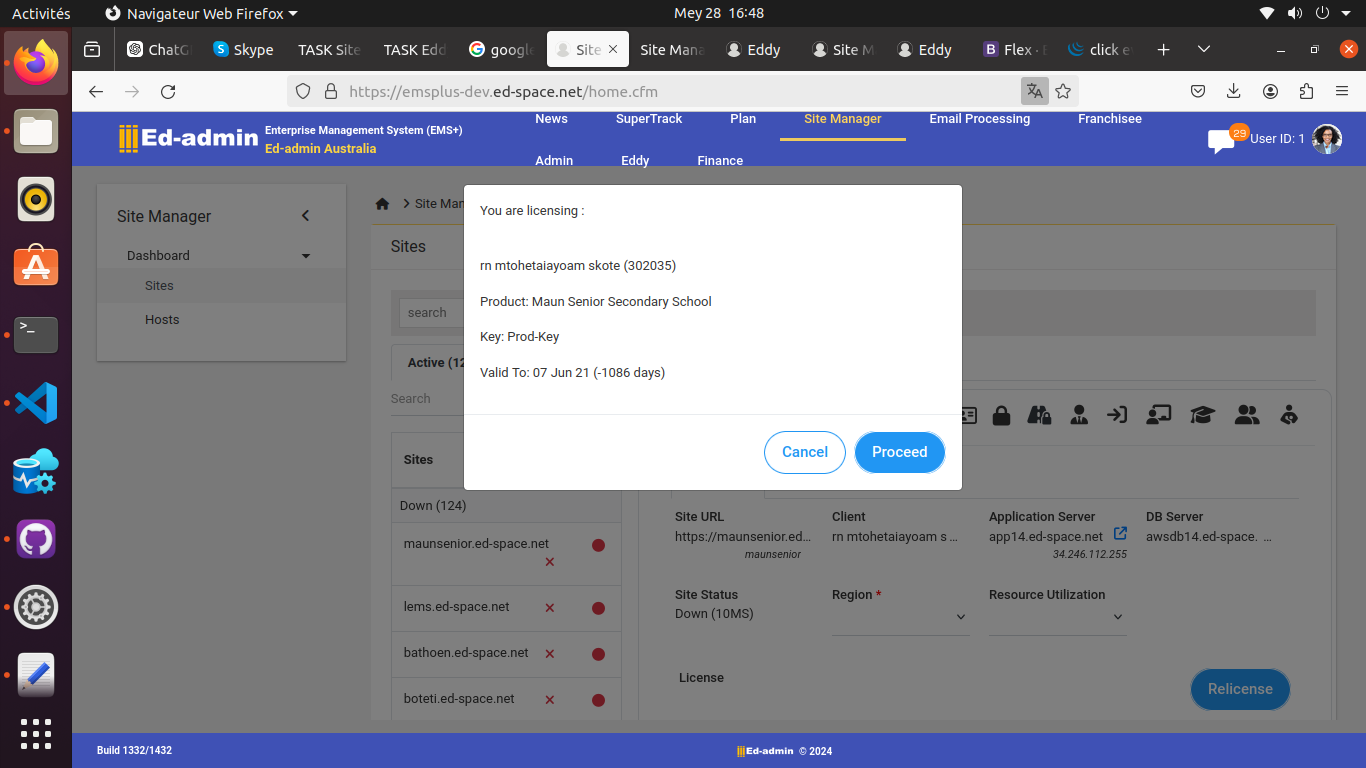 Activités
Navigateur Web Firefox
Mey 28 16:48
ChatG
Skype
TASK Site
TASK Edd
google
Site
Site Mana
Eddy
Site M
Eddy
Flex · B
click e
https://emsplus-dev.ed-space.net/home.cfm
Ed-admin
Enterprise Management System (EMS+)
Ed-admin Australia
News
SuperTrack
Plan
Site Manager
Email Processing
Franchisee
Admin
Eddy
Finance
29
User ID: 1
Site Manager
Dashboard
Sites
Hosts
Site Man
Sites
search
Active (12
Search
Sites
Down (124)
maunsenior.ed-space.net
lems.ed-space.net
bathoen.ed-space.net
boteti.ed-space.net
You are licensing :
rn mtohetaiayoam skote (302035)
Product: Maun Senior Secondary School
Key: Prod-Key
Valid To: 07 Jun 21 (-1086 days)
Cancel
Proceed
Site URL
https://maunsenior.ed...
maunsenior
Client
rn mtohetaiayoam s ...
Application Server
app14.ed-space.net
34.246.112.255
DB Server
awsdb14.ed-space. ...
Site Status
Down (10MS)
Region *
Resource Utilization
License
Relicense
Build 1332/1432
Ed-admin © 2024